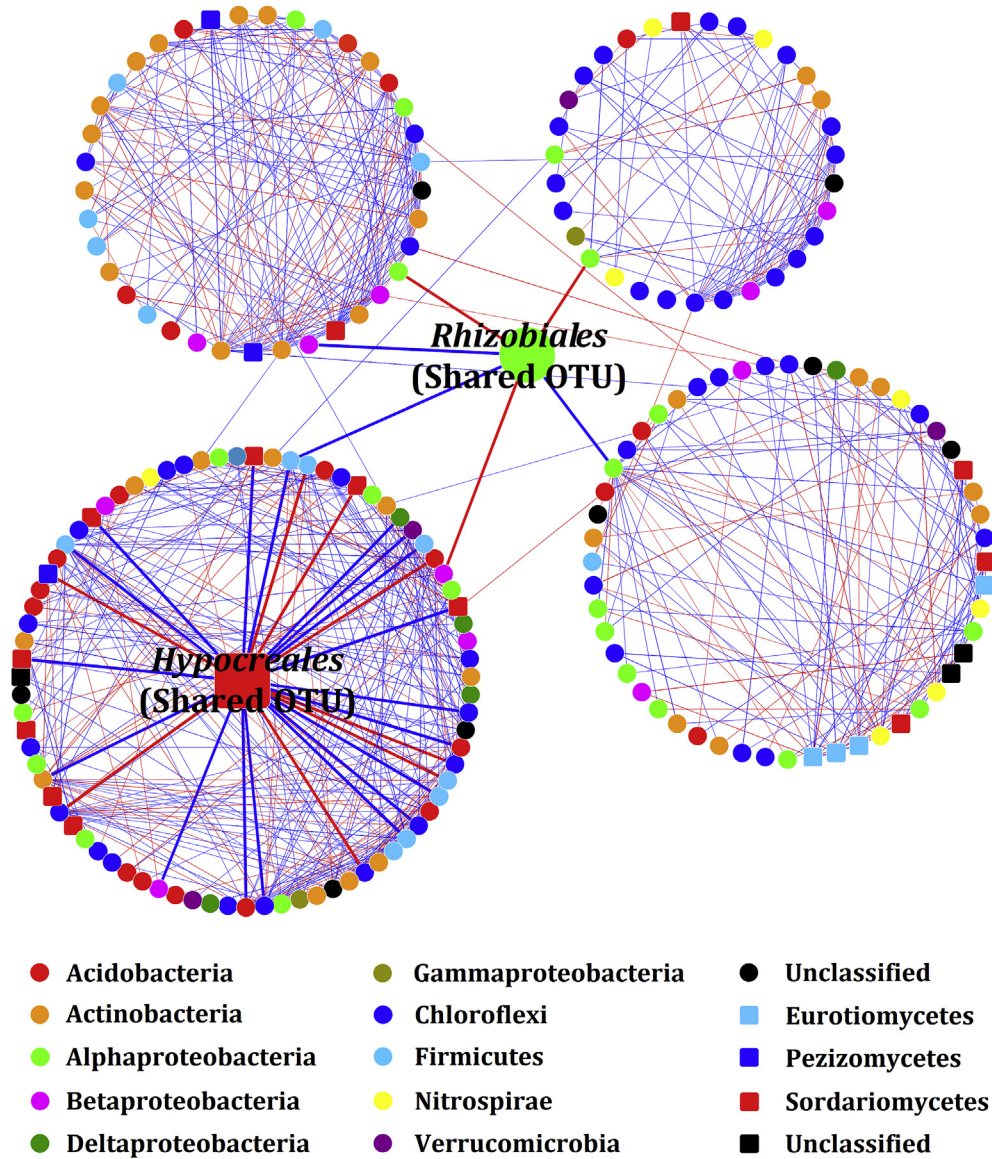 Rhizobiales
(Shared OTU)
Hypocreales
(Shared OTU)
Acidobacteria
Gammaproteobacteria
Unclassified
Actinobacteria
Chloroflexi
Eurotiomycetes
Alphaproteobacteria
Firmicutes
Pezizomycetes
Betaproteobacteria
Nitrospirae
Sordariomycetes
Deltaproteobacteria
Verrucomicrobia
Unclassified